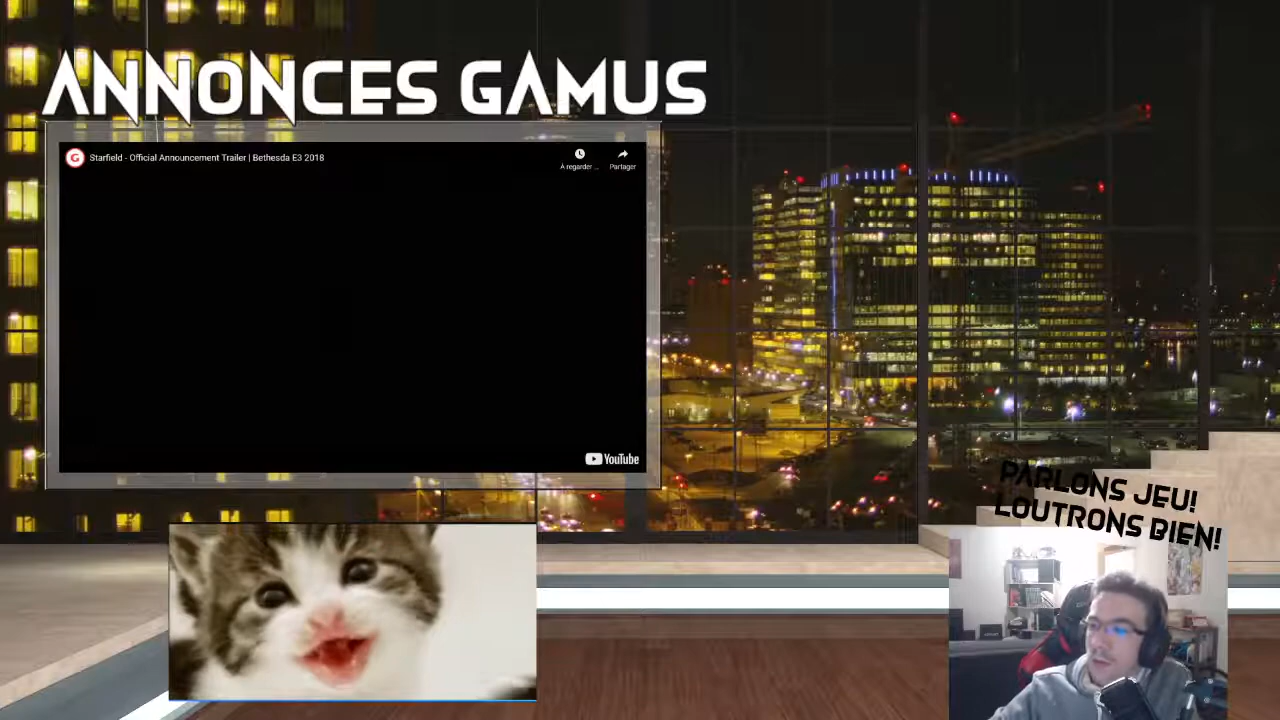 ANNONCES GAMUS
G Starfield - Official Announcement Trailer | Bethesda E3 2018
À regarder ... Partager
YouTube
PARLONS JEU!
LOUTRONS BIEN!